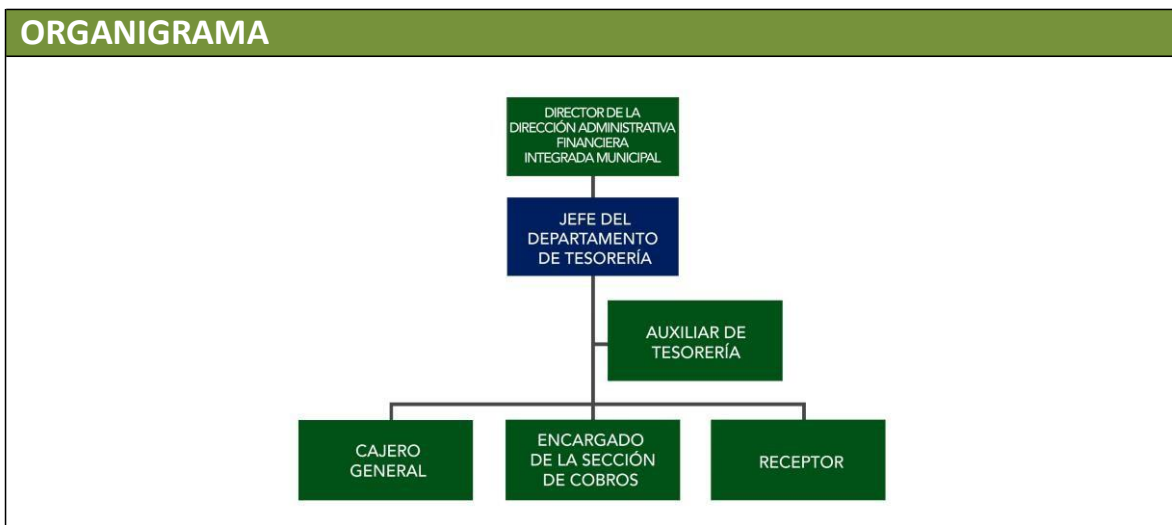 ORGANIGRAMA
DIRECTOR DE LA
DIRECCIÓN ADMINISTRATIVA
FINANCIERA
INTEGRADA MUNICIPAL
JEFE DEL
DEPARTAMENTO
DE TESORERÍA
AUXILIAR DE
TESORERÍA
CAJERO
GENERAL
ENCARGADO
DE LA SECCIÓN
DE COBROS
RECEPTOR